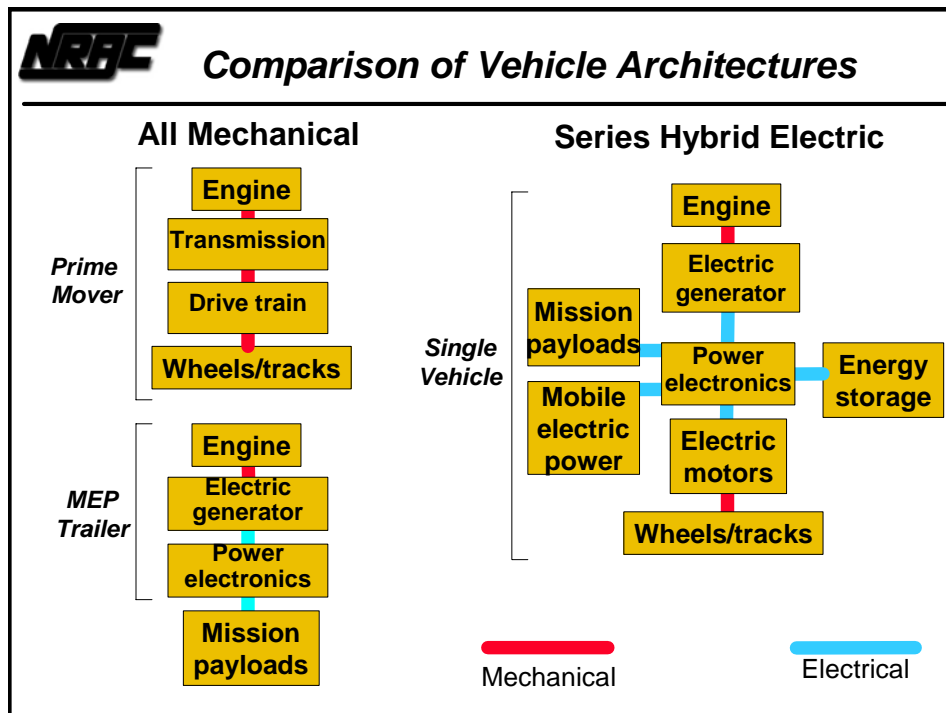 NRAC
Comparison of Vehicle Architectures
All Mechanical
Prime
Mover
Engine
Transmission
Drive train
Wheels/tracks
MEP
Trailer
Engine
Electric
generator
Power
electronics
Mission
payloads
Series Hybrid Electric
Single
Vehicle
Engine
Electric
generator
Mission
payloads
Power
electronics
Energy
storage
Mobile
electric
power
Electric
motors
Wheels/tracks
Mechanical
Electrical